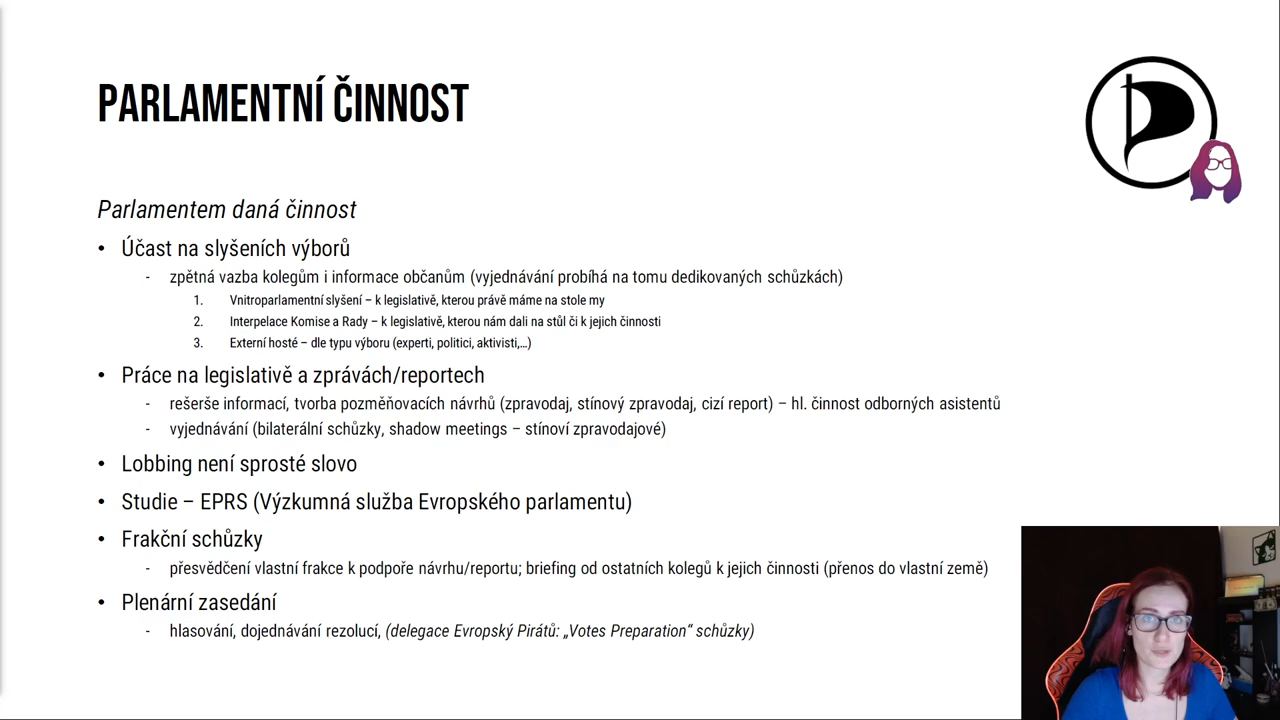 PARLAMENTNÍ ČINNOST
Parlamentem daná činnost
• Účast na slyšeních výborů
- zpětná vazba kolegům i informace občanům (vyjednávání probíhá na tomu dedikovaných schůzkách)
1. Vnitroparlamentní slyšení – k legislativě, kterou právě máme na stole my
2. Interpelace Komise a Rady – k legislativě, kterou nám dali na stůl či k jejich činnosti
3. Externí hosté – dle typu výboru (experti, politici, aktivisti,...)
• Práce na legislativě a zprávách/reportech
- rešerše informací, tvorba pozměňovacích návrhů (zpravodaj, stínový zpravodaj, cizí report) – hl. činnost odborných asistentů
- vyjednávání (bilaterální schůzky, shadow meetings – stínoví zpravodajové)
• Lobbing není sprosté slovo
• Studie – EPRS (Výzkumná služba Evropského parlamentu)
• Frakční schůzky
- přesvědčení vlastní frakce k podpoře návrhu/reportu; briefing od ostatních kolegů k jejich činnosti (přenos do vlastní země)
• Plenární zasedání
- hlasování, dojednávání rezolucí, (delegace Evropský Pirátů: „Votes Preparation“ schůzky)